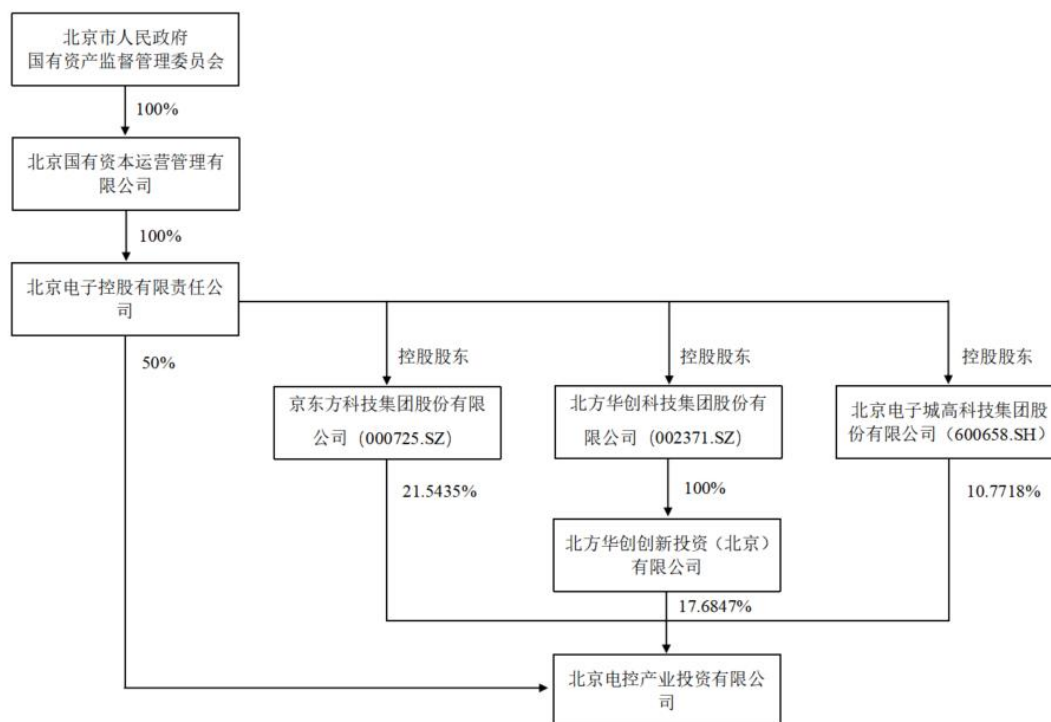 北京市人民政府
国有资产监督管理委员会
100%
北京国有资本运营管理有
限公司
100%
北京电子控股有限责任公
司
50%
控股股东
控股股东
控股股东
京东方科技集团股份有限
公司（000725.SZ）
北方华创科技集团股份有
限公司（002371.SZ）
北京电子城高科技集团股
份有限公司（600658.SH）
21.5435%
100%
10.7718%
北方华创创新投资（北京）
有限公司
17.6847%
北京电控产业投资有限公
司